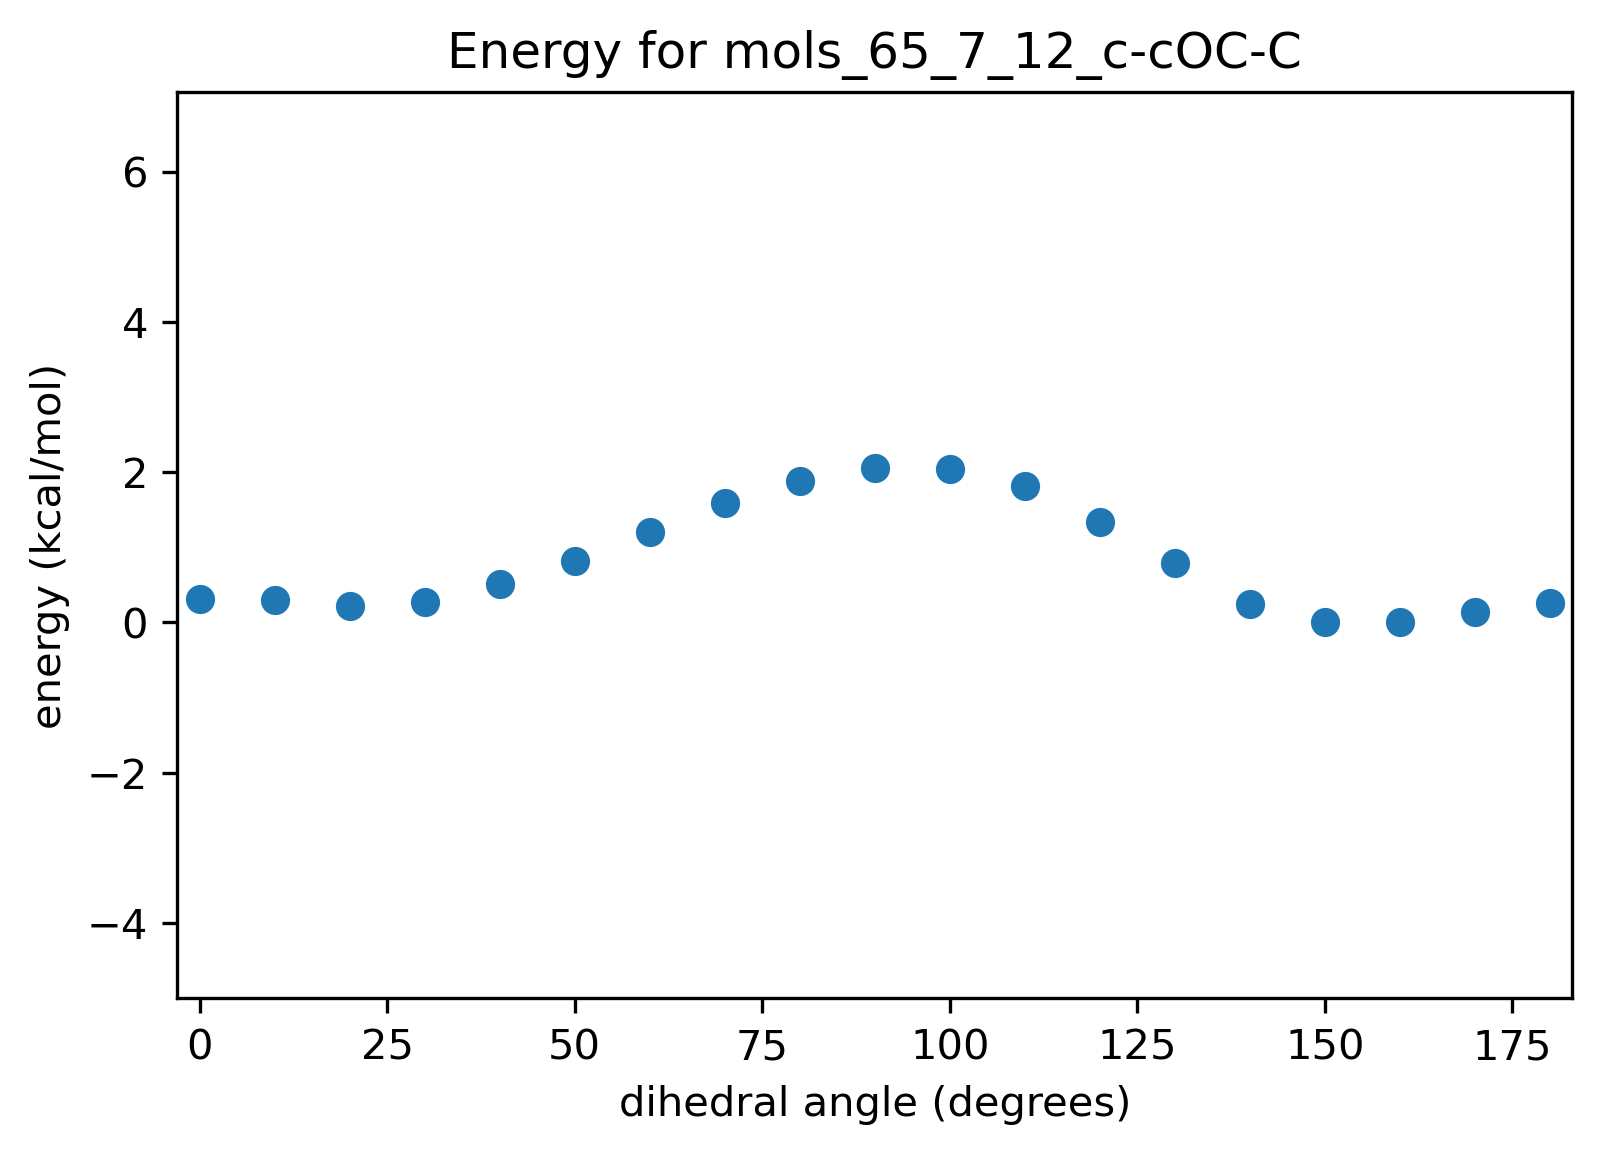 Energy for mols_65_7_12_c-cOC-C
energy (kcal/mol)
6
4
2
0
−2
−4
0 25 50 75 100 125 150 175
dihedral angle (degrees)